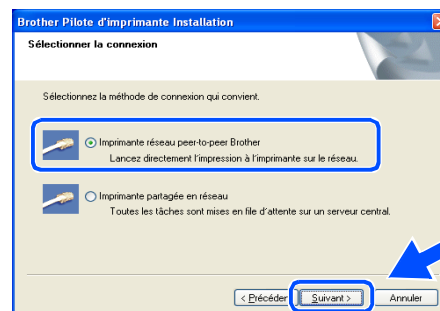 Brother Pilote d'imprimante Installation
Sélectionner la connexion
Sélectionnez la méthode de connexion qui convient.
Imprimante réseau peer-to-peer Brother
Lancez directement l'impression à l'imprimante sur le réseau.
Imprimante partagée en réseau
Toutes les tâches sont mises en file d'attente sur un serveur central.
< Précéder
Suivant >
Annuler